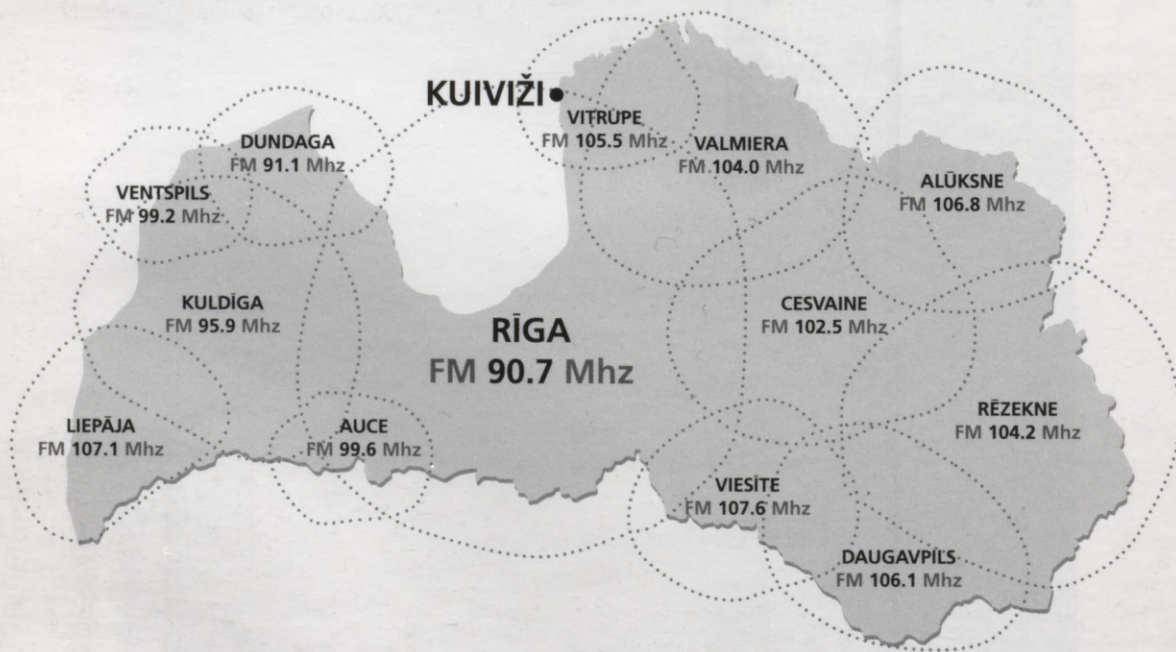 KUIVIŽI
VITRUPE
FM 105.5 Mhz
DUNDAGA
FM 91.1 Mhz
VALMIERA
FM 104.0 Mhz
VENTSPILS
FM 99.2 Mhz
ALŪKSNE
FM 106.8 Mhz
KULDĪGA
FM 95.9 Mhz
CESVAINE
FM 102.5 Mhz
RĪGA
FM 90.7 Mhz
LIEPĀJA
FM 107.1 Mhz
AUCE
FM 99.6 Mhz
RĒZEKNE
FM 104.2 Mhz
VIESĪTE
FM 107.6 Mhz
DAUGAVPILS
FM 106.1 Mhz